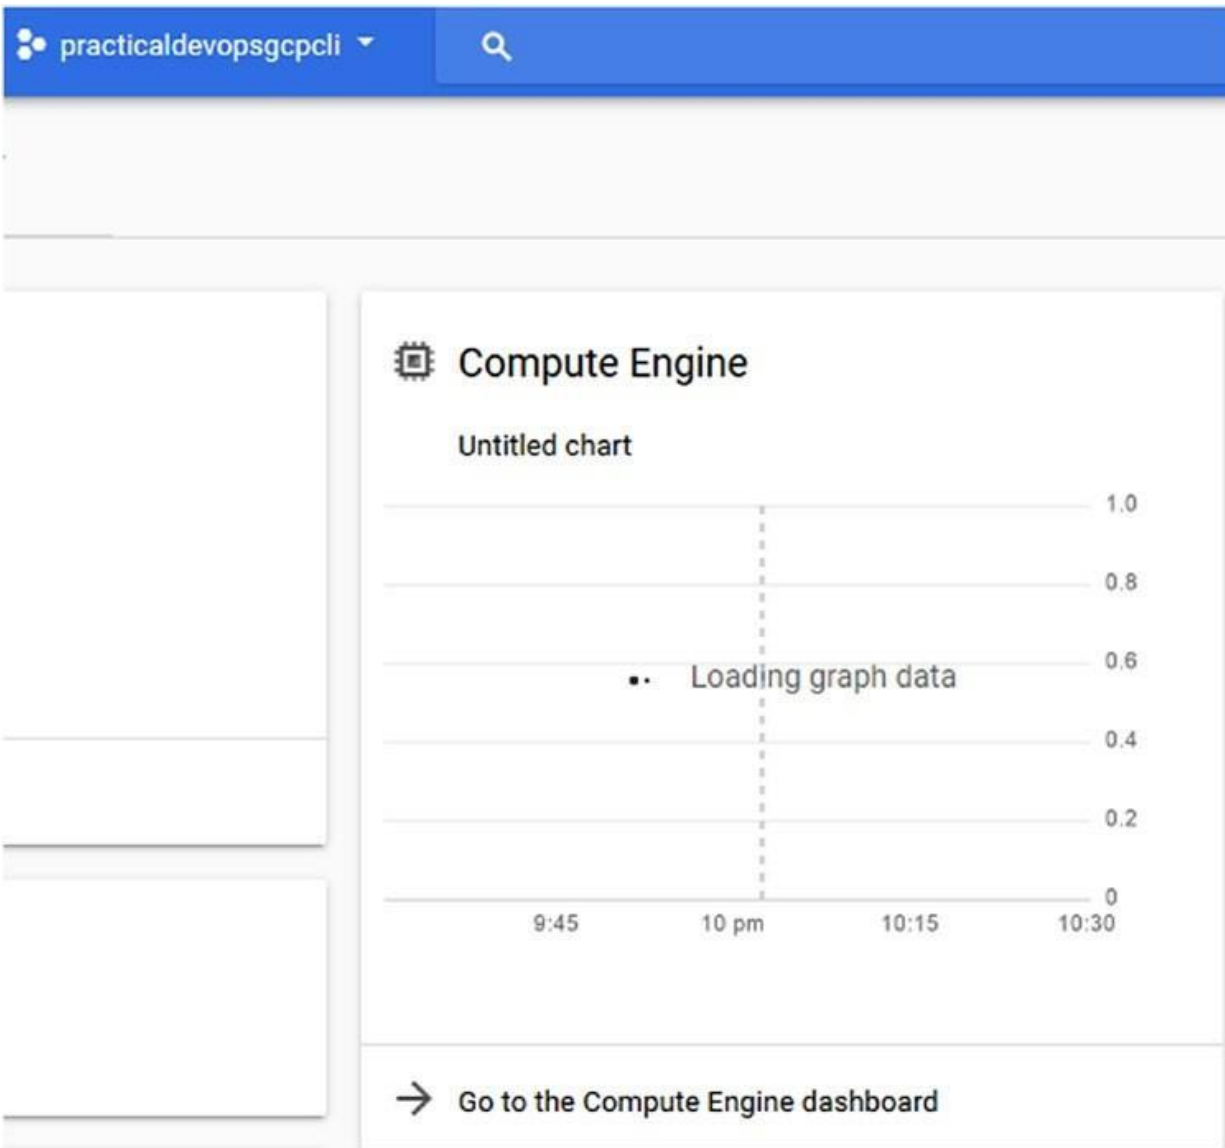 practicaldevopsgcpcli
Compute Engine
Untitled chart
1.0
0.8
Loading graph data
0.6
0.4
0.2
0
9:45 10 pm 10:15 10:30
Go to the Compute Engine dashboard